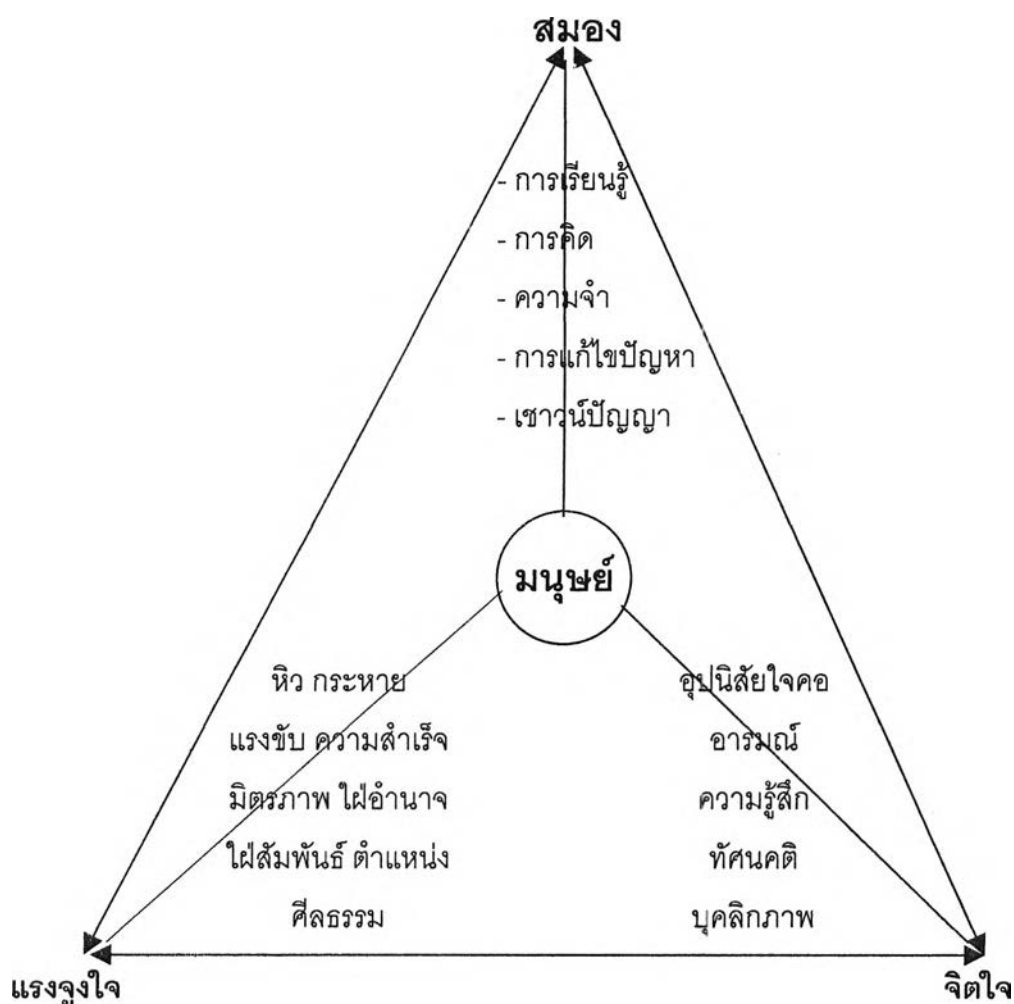 สมอง
- การเรียนรู้
- การคิด
- ความจำ
- การแก้ไขปัญหา
- เชาวน์ปัญญา
มนุษย์
หิว กระหาย
แรงขับ ความสำเร็จ
มิตรภาพ ใฝ่อำนาจ
ใฝ่สัมพันธ์ ตำแหน่ง
ศีลธรรม
อุปนิสัยใจคอ
อารมณ์
ความรู้สึก
ทัศนคติ
บุคลิกภาพ
แรงจูงใจ
จิตใจ